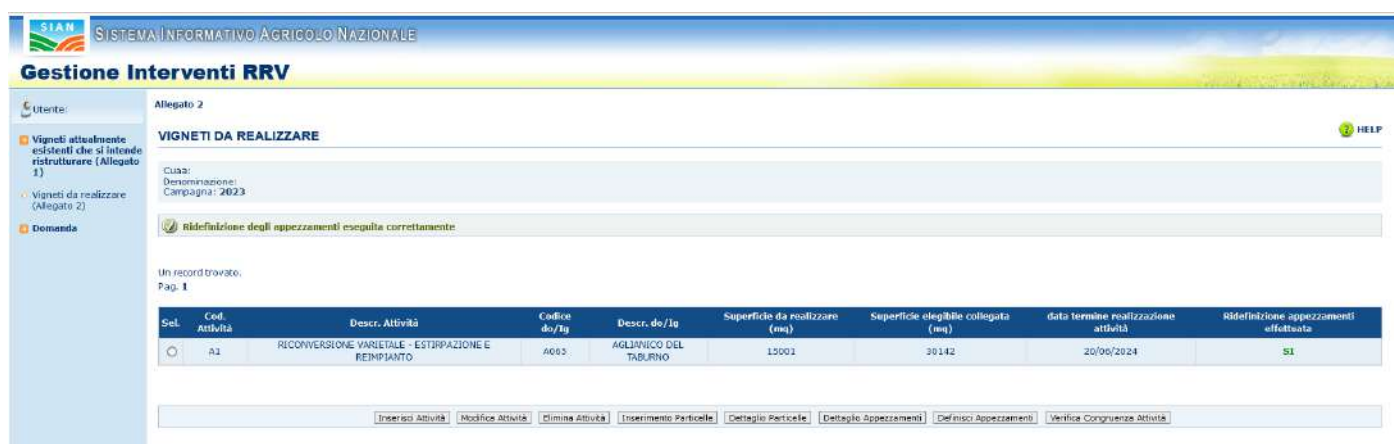 SIAN
SISTEMA INFORMATIVO AGRICOLO NAZIONALE
Gestione Interventi RRV
Utente:
Vigneti attualmente
esistenti che si intende
ristrutturare (Allegato
1)
Vigneti da realizzare
(Allegato 2)
Domanda
Allegato 2
VIGNETI DA REALIZZARE
HELP
Cuaa:
Denominazione:
Campagna: 2023
Ridefinizione degli appezzamenti eseguita correttamente
Un record trovato.
Pag. 1
Sel. Cod. Attività Descr. Attività Codice do/Ig Descr. do/Ig Superficie da realizzare (mq) Superficie elegibile collegata (mq) data termine realizzazione attività Ridefinizione appezzamenti effettuata
A1 RICONVERSIONE VARIETALE - ESTIRPAZIONE E REIMPIANTO A063 AGLIANICO DEL TABURNO 15001 30142 20/06/2024 SI
Inserisci Attività Modifica Attività Elimina Attività Inserimento Particelle Dettaglio Particelle Dettaglio Appezzamenti Definisci Appezzamenti Verifica Congruenza Attività